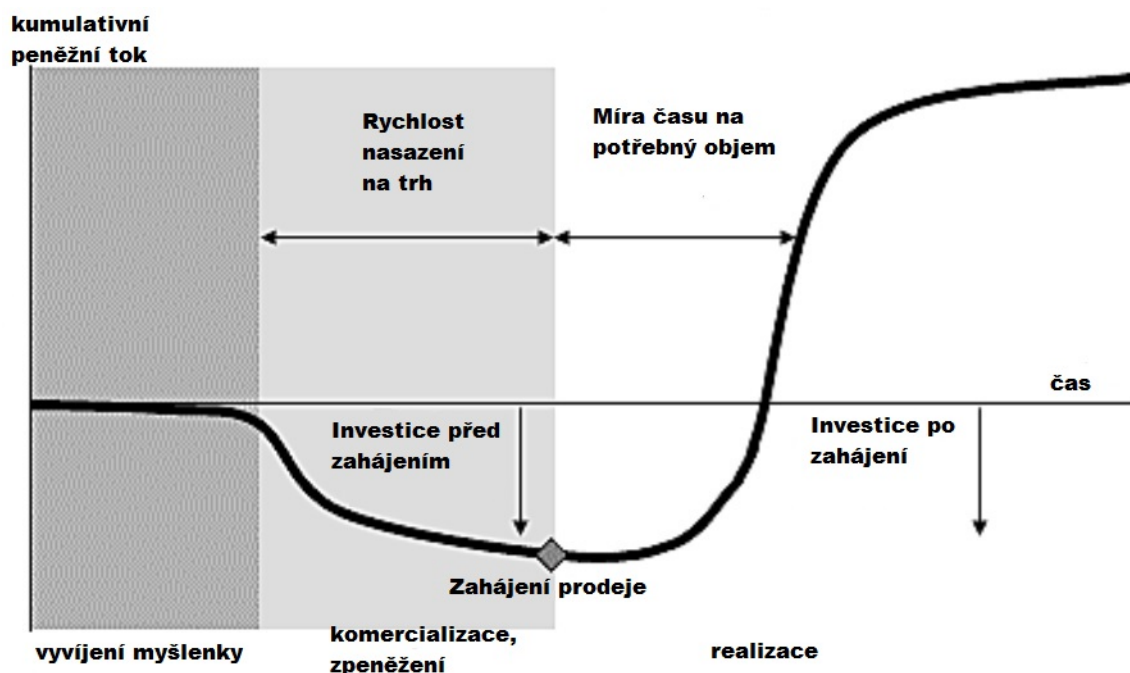 kumulativní
peněžní tok
Rychlost
nasazení
na trh
Míra času na
potřebný objem
čas
Investice před
zahájením
Investice po
zahájení
Zahájení prodeje
vyvíjení myšlenky
komercializace,
zpeněžení
realizace